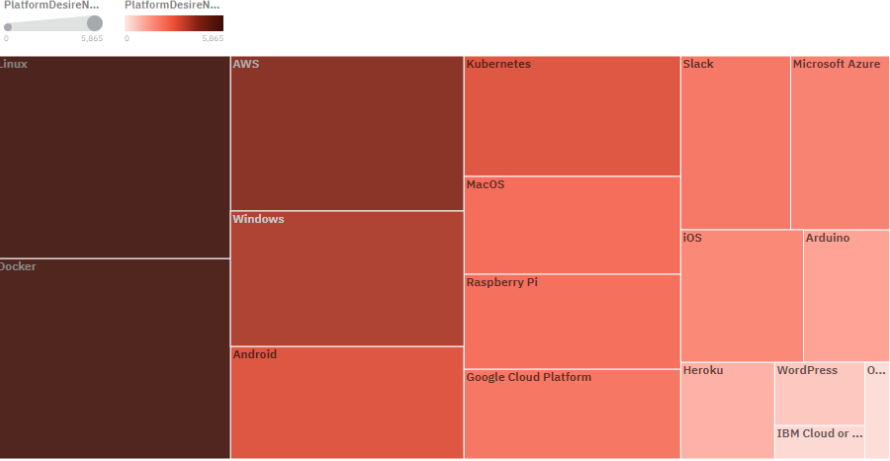 PlatformDesireN... PlatformDesireN...
0 5,865 0 5,865
Linux
AWS
Kubernetes
Slack
Microsoft Azure
MacOS
Windows
iOS
Arduino
Docker
Raspberry Pi
Android
Heroku
WordPress
O...
Google Cloud Platform
IBM Cloud or ...